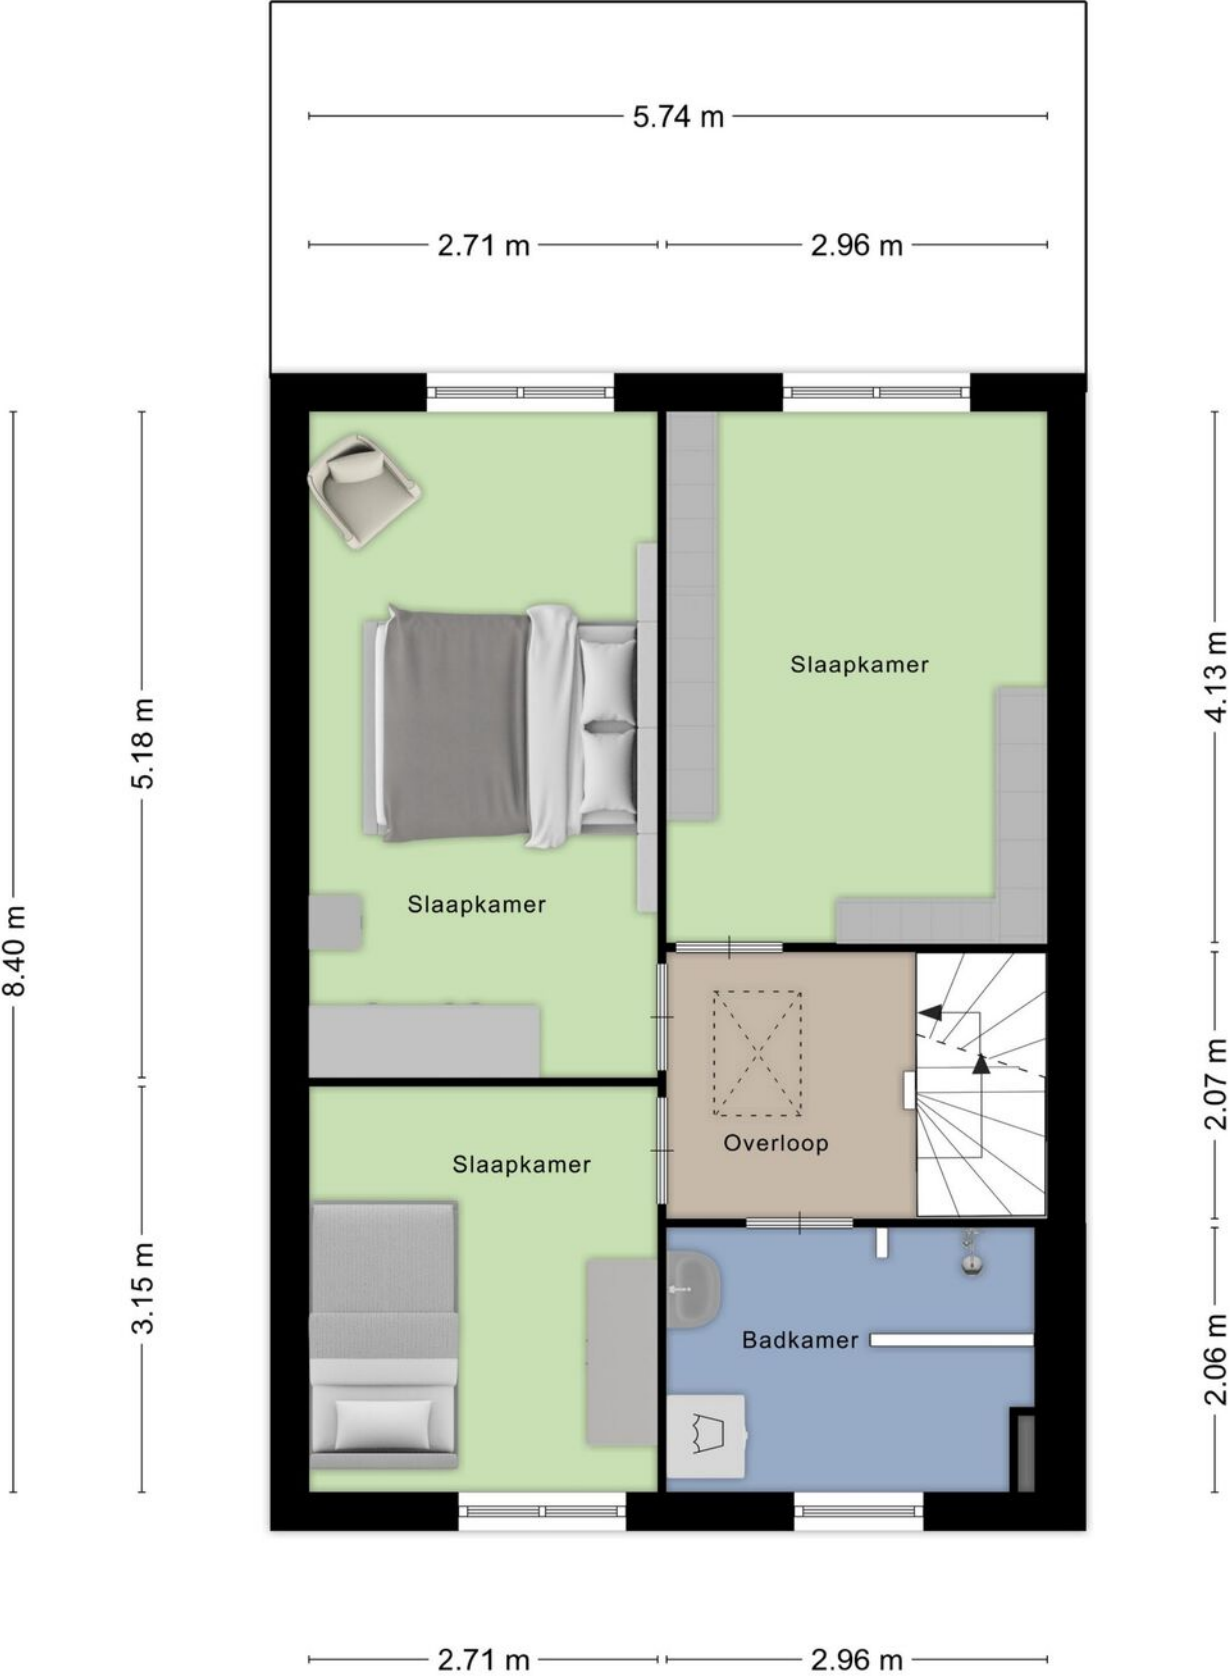 5.74 m
2.71 m
2.96 m
Slaapkamer
4.13 m
5.18 m
Slaapkamer
8.40 m
2.07 m
Overloop
Slaapkamer
3.15 m
Badkamer
2.06 m
2.71 m
2.96 m